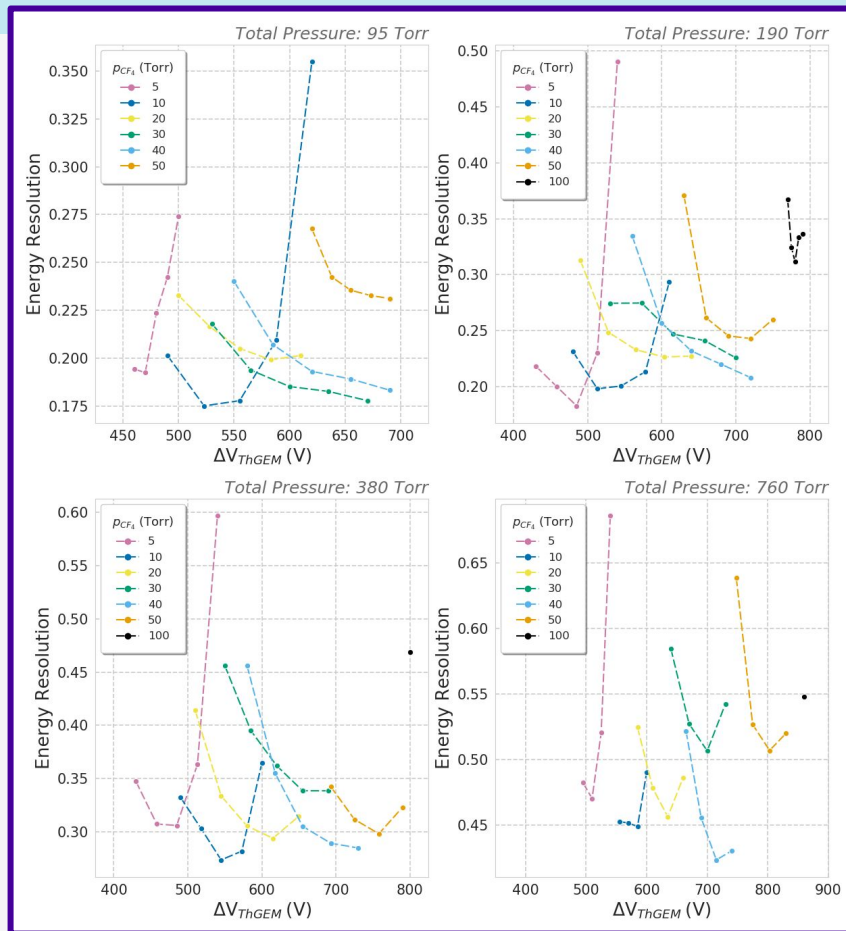 Total Pressure: 95 Torr
p_CF4 (Torr)
5
10
20
30
40
50
0.350
0.325
0.300
0.275
0.250
0.225
0.200
0.175
Energy Resolution
450 500 550 600 650 700
ΔV_ThGEM (V)
Total Pressure: 190 Torr
p_CF4 (Torr)
5
10
20
30
40
50
100
0.50
0.45
0.40
0.35
0.30
0.25
0.20
Energy Resolution
400 500 600 700 800
ΔV_ThGEM (V)
Total Pressure: 380 Torr
p_CF4 (Torr)
5
10
20
30
40
50
100
0.60
0.55
0.50
0.45
0.40
0.35
0.30
Energy Resolution
400 500 600 700 800
ΔV_ThGEM (V)
Total Pressure: 760 Torr
p_CF4 (Torr)
5
10
20
30
40
50
100
0.65
0.60
0.55
0.50
0.45
Energy Resolution
400 500 600 700 800 900
ΔV_ThGEM (V)